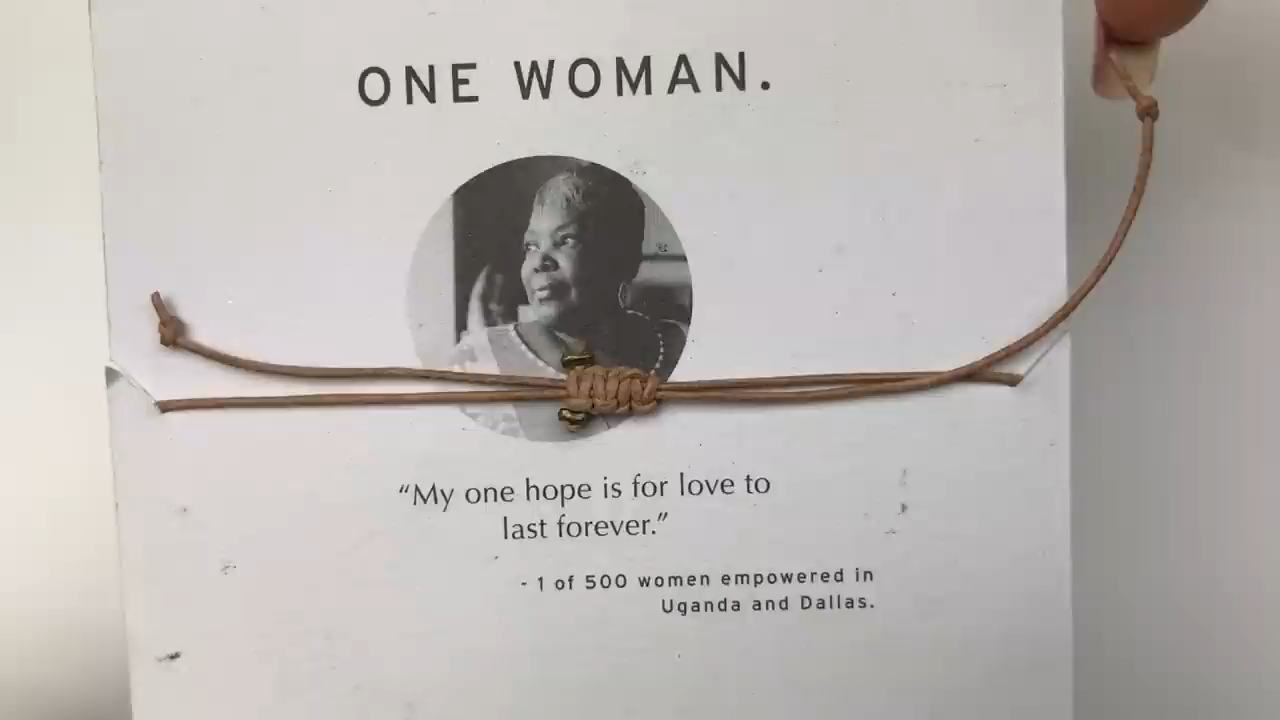 ONE WOMAN.
“My one hope is for love to
last forever.”
- 1 of 500 women empowered in
Uganda and Dallas.